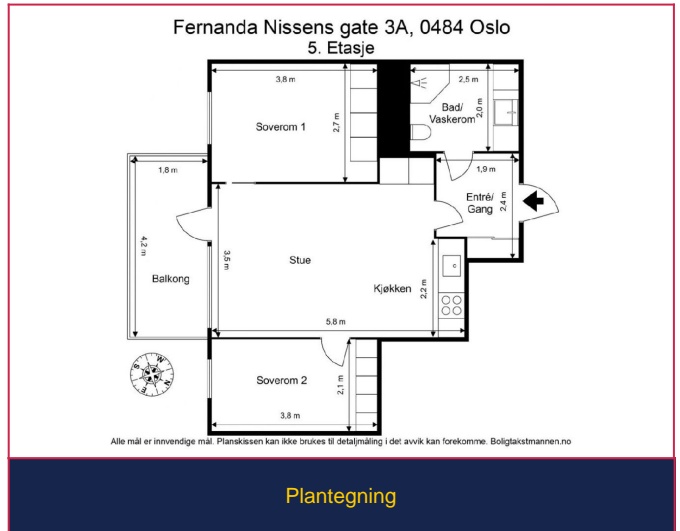 Fernanda Nissens gate 3A, 0484 Oslo
5. Etasje
3,8 m
2,5 m
Bad/
Vaskerom
2,0 m
Soverom 1
2,7 m
1,8 m
1,9 m
Entré/
Gang
2,4 m
4,2 m
3,5 m
Stue
Balkong
Kjøkken
2,2 m
5,8 m
S
W
E
N
Soverom 2
2,1 m
3,8 m
Alle mål er innvendige mål. Planskissen kan ikke brukes til detaljmåling i det avvik kan forekomme. Boligtakstmannen.no
Plantegning